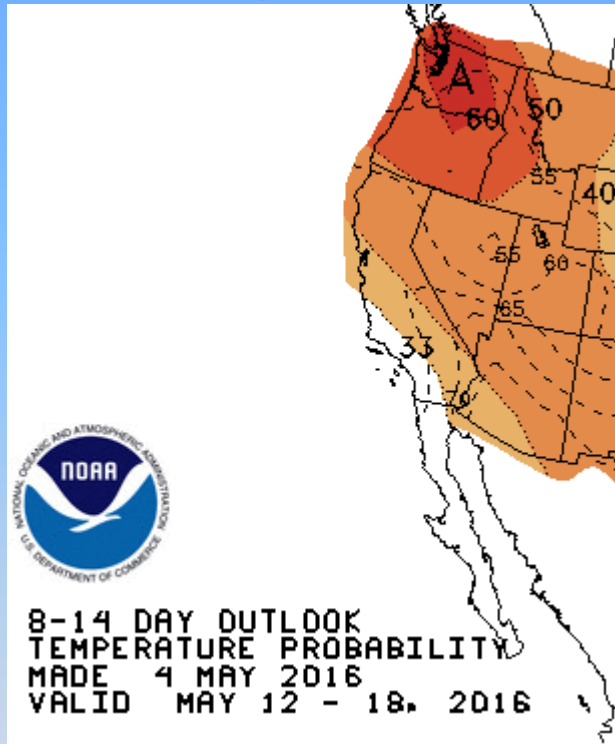 A
60
50
55
40
55
60
65
33
70
NATIONAL OCEANIC AND ATMOSPHERIC ADMINISTRATION
NOAA
U.S. DEPARTMENT OF COMMERCE
8-14 DAY OUTLOOK
TEMPERATURE PROBABILITY
MADE 4 MAY 2016
VALID MAY 12 - 18, 2016